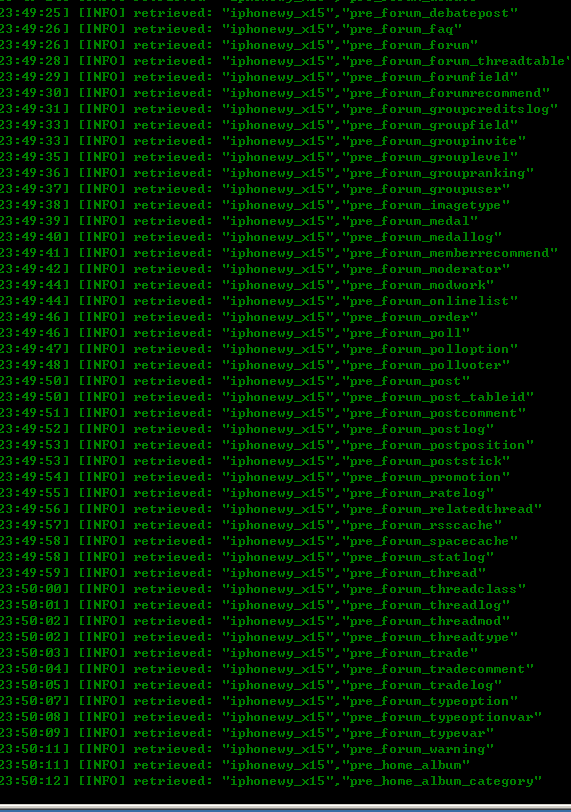 23:49:25] [INFO] retrieved: "iphonewy_x15","pre_forum_debatepost"
23:49:26] [INFO] retrieved: "iphonewy_x15","pre_forum_faq"
23:49:26] [INFO] retrieved: "iphonewy_x15","pre_forum_forum"
23:49:28] [INFO] retrieved: "iphonewy_x15","pre_forum_forum_threadtable"
23:49:29] [INFO] retrieved: "iphonewy_x15","pre_forum_forumfield"
23:49:30] [INFO] retrieved: "iphonewy_x15","pre_forum_forumrecommend"
23:49:31] [INFO] retrieved: "iphonewy_x15","pre_forum_groupcreditslog"
23:49:33] [INFO] retrieved: "iphonewy_x15","pre_forum_groupfield"
23:49:33] [INFO] retrieved: "iphonewy_x15","pre_forum_groupinvite"
23:49:35] [INFO] retrieved: "iphonewy_x15","pre_forum_grouplevel"
23:49:36] [INFO] retrieved: "iphonewy_x15","pre_forum_groupranking"
23:49:37] [INFO] retrieved: "iphonewy_x15","pre_forum_groupuser"
23:49:38] [INFO] retrieved: "iphonewy_x15","pre_forum_imagetype"
23:49:39] [INFO] retrieved: "iphonewy_x15","pre_forum_medal"
23:49:40] [INFO] retrieved: "iphonewy_x15","pre_forum_medallog"
23:49:41] [INFO] retrieved: "iphonewy_x15","pre_forum_memberrecommend"
23:49:42] [INFO] retrieved: "iphonewy_x15","pre_forum_moderator"
23:49:44] [INFO] retrieved: "iphonewy_x15","pre_forum_modwork"
23:49:44] [INFO] retrieved: "iphonewy_x15","pre_forum_onlinelist"
23:49:46] [INFO] retrieved: "iphonewy_x15","pre_forum_order"
23:49:46] [INFO] retrieved: "iphonewy_x15","pre_forum_poll"
23:49:47] [INFO] retrieved: "iphonewy_x15","pre_forum_polloption"
23:49:48] [INFO] retrieved: "iphonewy_x15","pre_forum_pollvoter"
23:49:50] [INFO] retrieved: "iphonewy_x15","pre_forum_post"
23:49:50] [INFO] retrieved: "iphonewy_x15","pre_forum_post_tableid"
23:49:51] [INFO] retrieved: "iphonewy_x15","pre_forum_postcomment"
23:49:52] [INFO] retrieved: "iphonewy_x15","pre_forum_postlog"
23:49:53] [INFO] retrieved: "iphonewy_x15","pre_forum_postposition"
23:49:53] [INFO] retrieved: "iphonewy_x15","pre_forum_poststick"
23:49:54] [INFO] retrieved: "iphonewy_x15","pre_forum_promotion"
23:49:55] [INFO] retrieved: "iphonewy_x15","pre_forum_ratelog"
23:49:56] [INFO] retrieved: "iphonewy_x15","pre_forum_relatedthread"
23:49:57] [INFO] retrieved: "iphonewy_x15","pre_forum_rsscache"
23:49:58] [INFO] retrieved: "iphonewy_x15","pre_forum_spacecache"
23:49:58] [INFO] retrieved: "iphonewy_x15","pre_forum_statlog"
23:49:59] [INFO] retrieved: "iphonewy_x15","pre_forum_thread"
23:50:00] [INFO] retrieved: "iphonewy_x15","pre_forum_threadclass"
23:50:01] [INFO] retrieved: "iphonewy_x15","pre_forum_threadlog"
23:50:02] [INFO] retrieved: "iphonewy_x15","pre_forum_threadmod"
23:50:02] [INFO] retrieved: "iphonewy_x15","pre_forum_threadtype"
23:50:03] [INFO] retrieved: "iphonewy_x15","pre_forum_trade"
23:50:04] [INFO] retrieved: "iphonewy_x15","pre_forum_tradecomment"
23:50:05] [INFO] retrieved: "iphonewy_x15","pre_forum_tradelog"
23:50:07] [INFO] retrieved: "iphonewy_x15","pre_forum_typeoption"
23:50:08] [INFO] retrieved: "iphonewy_x15","pre_forum_typeoptionvar"
23:50:09] [INFO] retrieved: "iphonewy_x15","pre_forum_typevar"
23:50:11] [INFO] retrieved: "iphonewy_x15","pre_forum_warning"
23:50:11] [INFO] retrieved: "iphonewy_x15","pre_home_album"
23:50:12] [INFO] retrieved: "iphonewy_x15","pre_home_album_category"